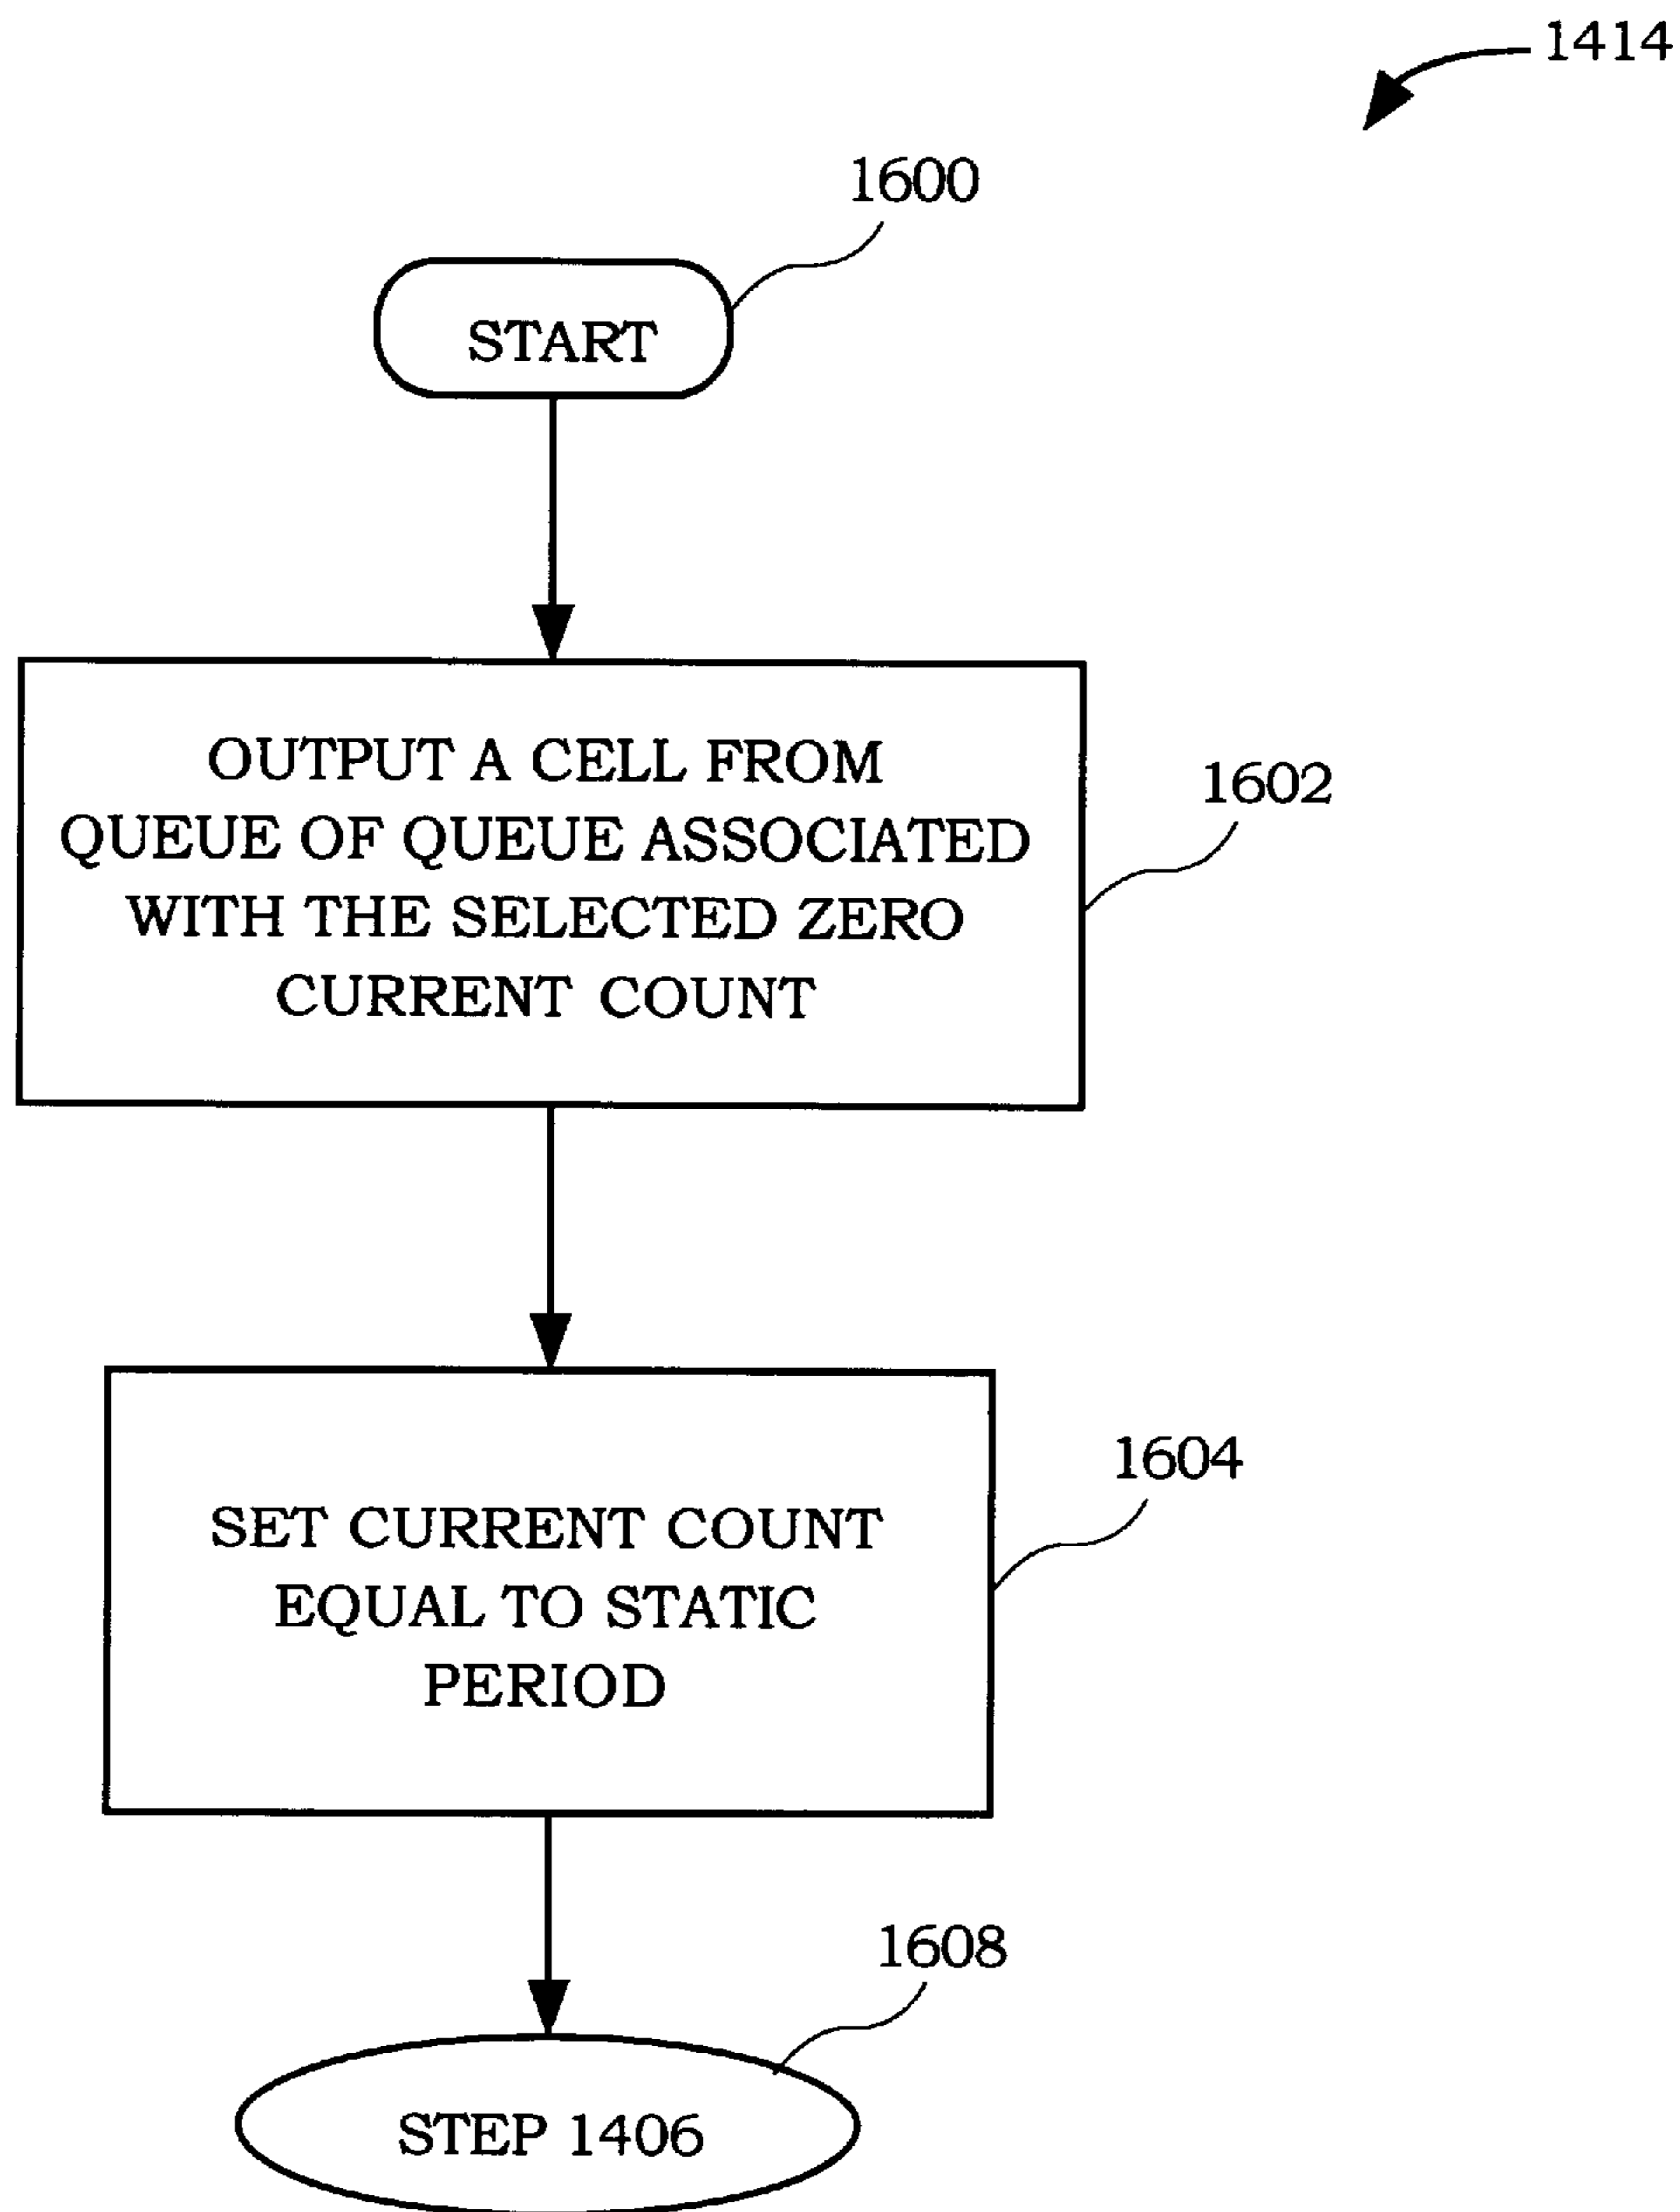 1414
1600
START
OUTPUT A CELL FROM
QUEUE OF QUEUE ASSOCIATED
WITH THE SELECTED ZERO
CURRENT COUNT
1602
SET CURRENT COUNT
EQUAL TO STATIC
PERIOD
1604
1608
STEP 1406